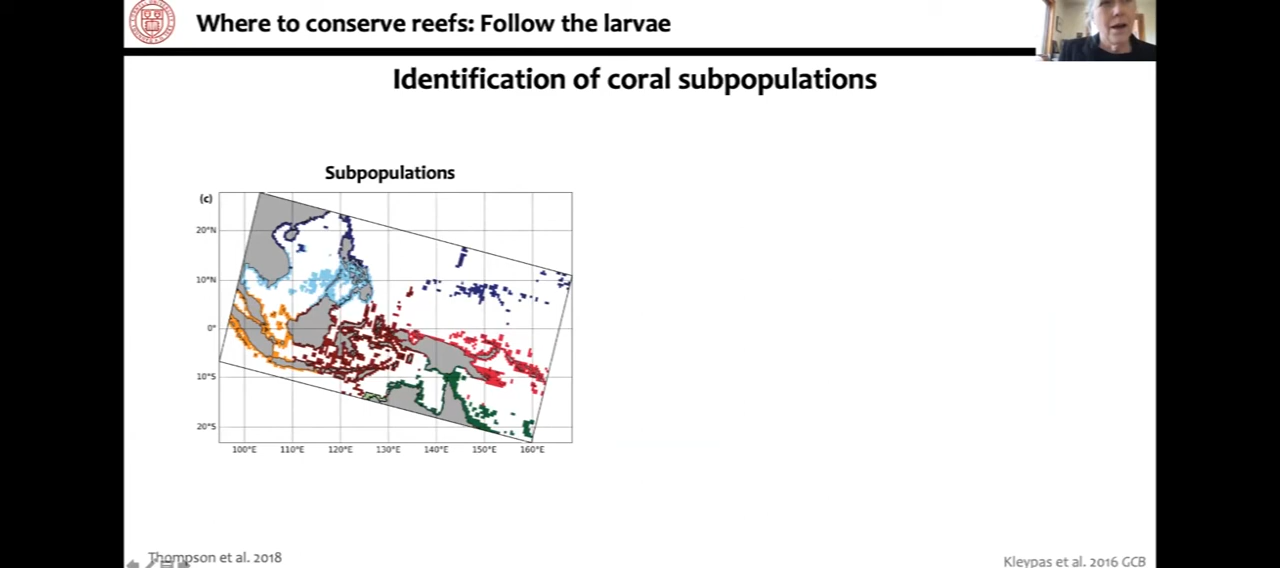 Where to conserve reefs: Follow the larvae
Identification of coral subpopulations
Subpopulations
(c)
20°N
10°N
0°
10°S
20°S
100°E 110°E 120°E 130°E 140°E 150°E 160°E
Thompson et al. 2018
Kleypas et al. 2016 GCB